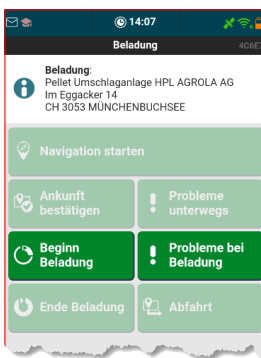 14:07
Beladung
4C6E7
Beladung:
Pellet Umschlaganlage HPL AGROLA AG
Im Eggacker 14
CH 3053 MÜNCHENBUCHSEE
Navigation starten
Ankunft
bestätigen
Probleme
unterwegs
Beginn
Beladung
Probleme bei
Beladung
Ende Beladung
Abfahrt